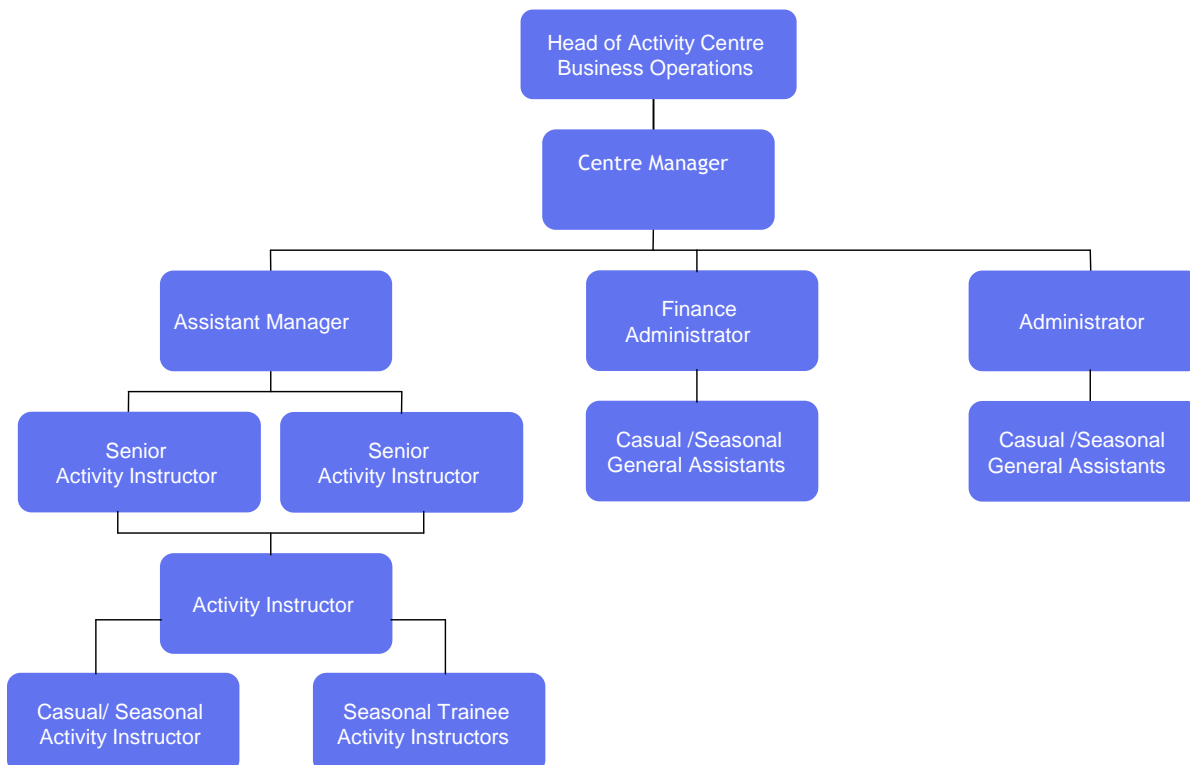 Head of Activity Centre
Business Operations
Centre Manager
Assistant Manager
Finance
Administrator
Administrator
Senior
Activity Instructor
Senior
Activity Instructor
Casual /Seasonal
General Assistants
Casual /Seasonal
General Assistants
Activity Instructor
Casual/ Seasonal
Activity Instructor
Seasonal Trainee
Activity Instructors